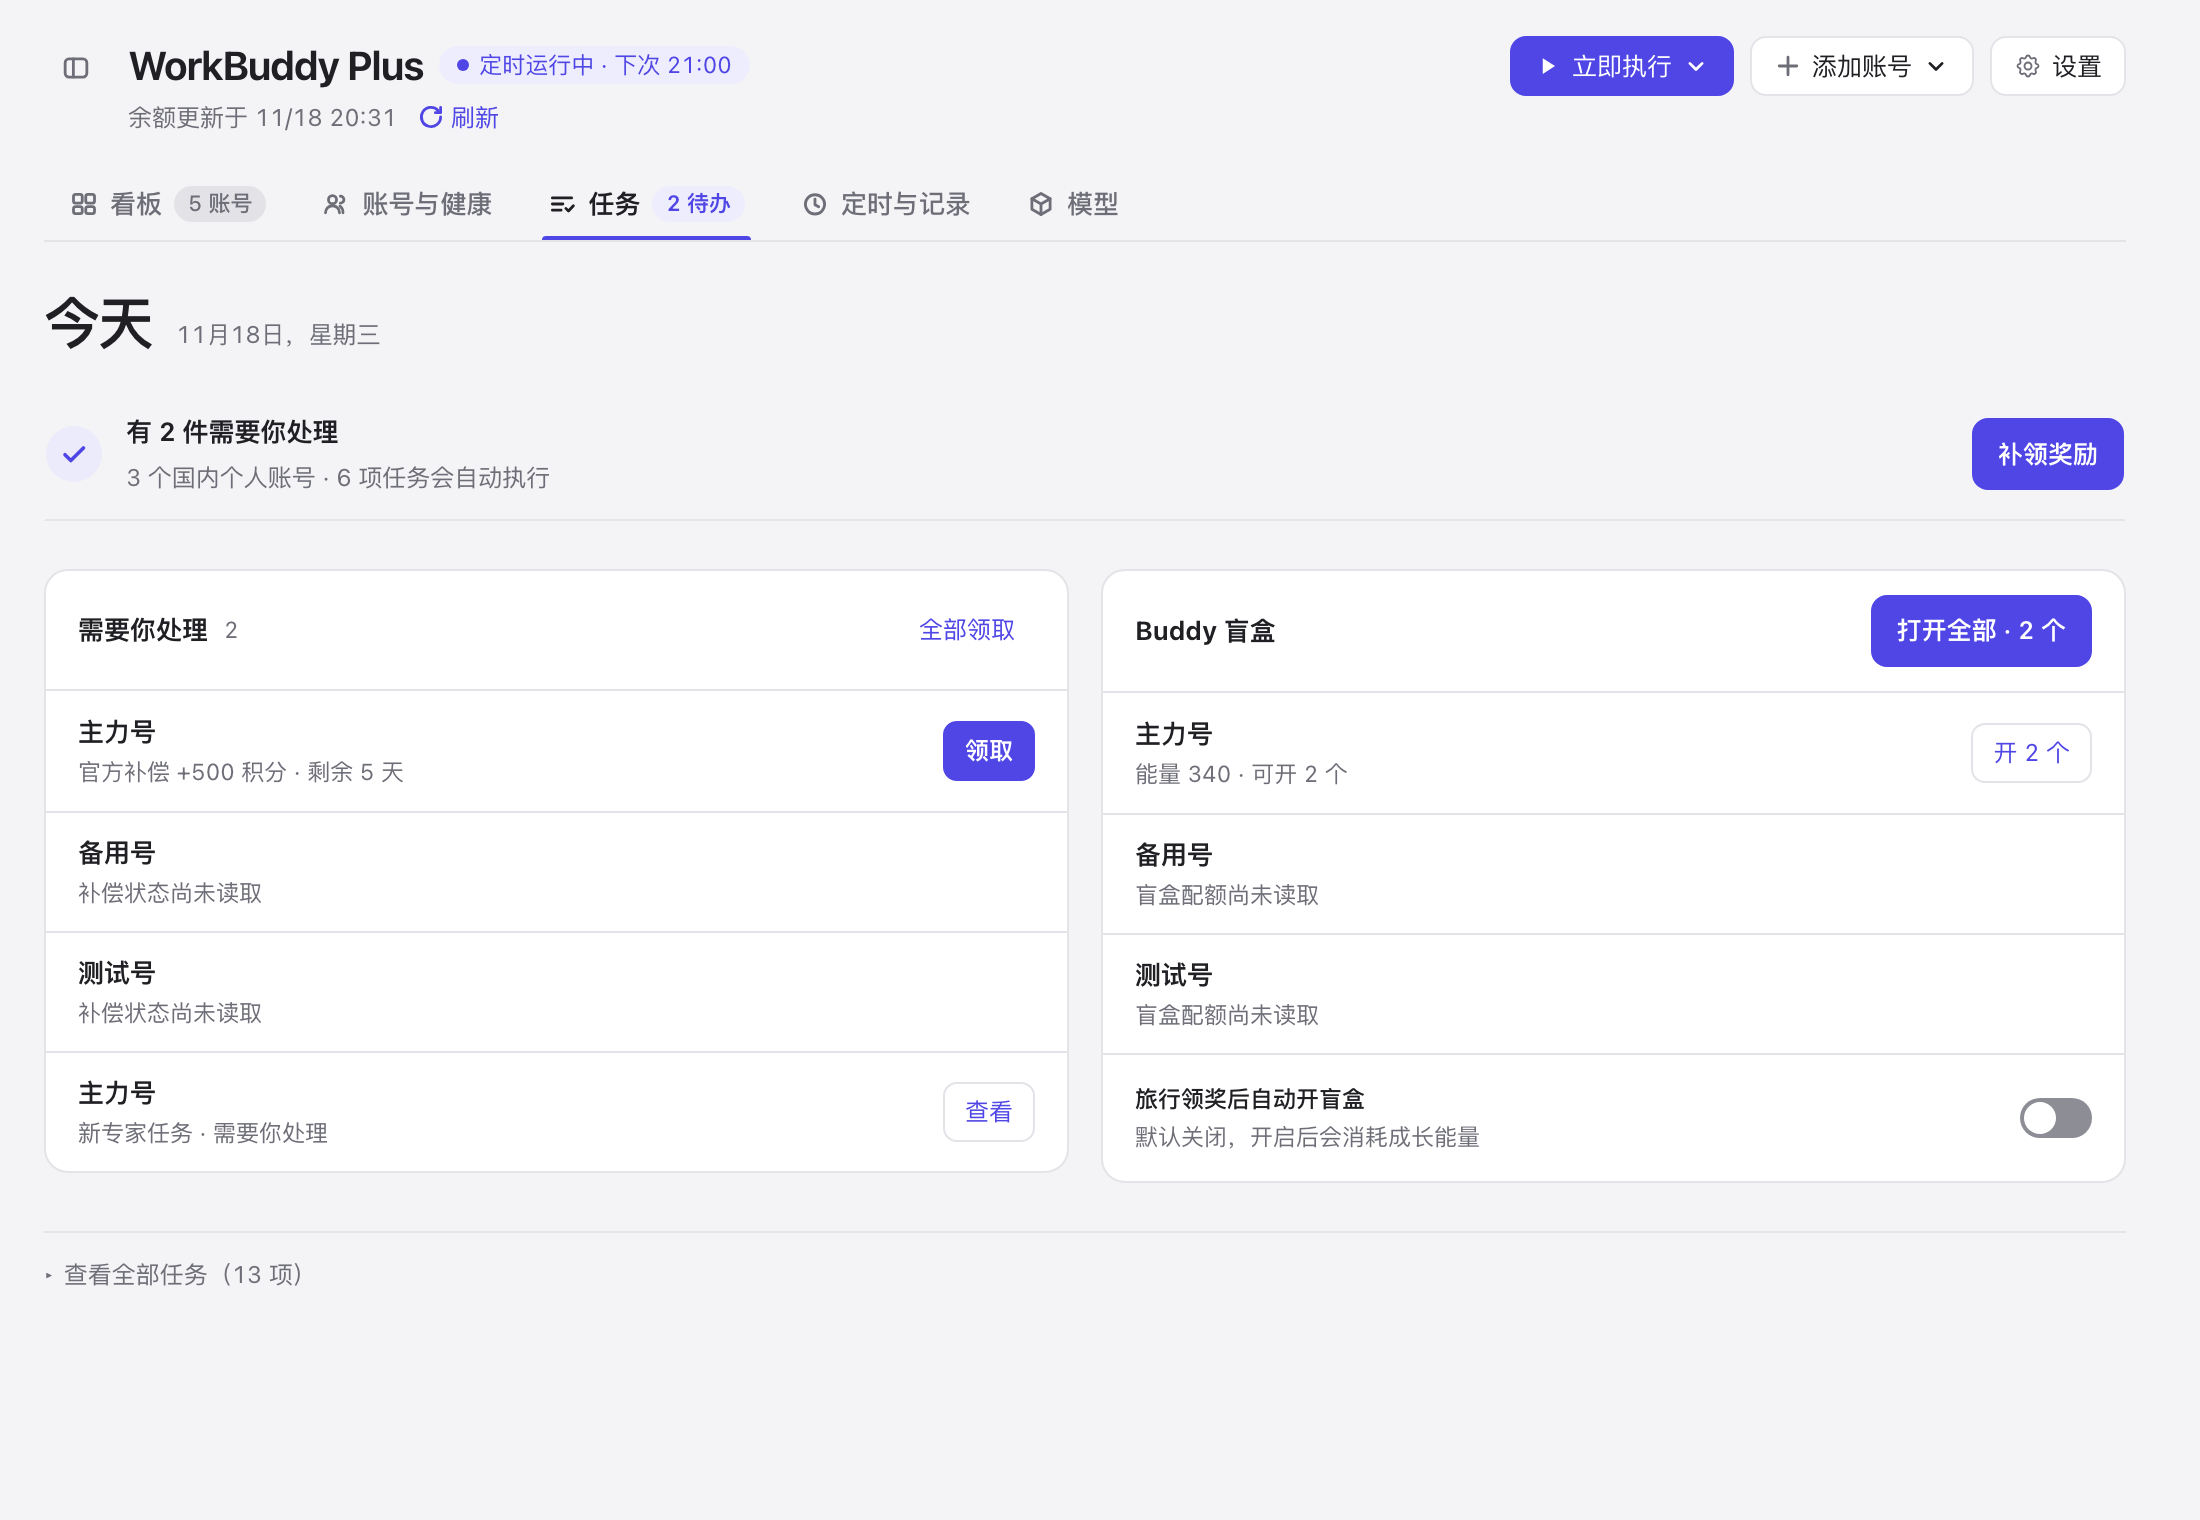 WorkBuddy Plus
定时运行中 · 下次 21:00
立即执行
添加账号
设置
余额更新于 11/18 20:31
刷新
看板
5 账号
账号与健康
任务
2 待办
定时与记录
模型
今天
11月18日，星期三
有 2 件需要你处理
3 个国内个人账号 · 6 项任务会自动执行
补领奖励
需要你处理 2
全部领取
主力号
官方补偿 +500 积分 · 剩余 5 天
领取
备用号
补偿状态尚未读取
测试号
补偿状态尚未读取
主力号
新专家任务 · 需要你处理
查看
Buddy 盲盒
打开全部 · 2 个
主力号
能量 340 · 可开 2 个
开 2 个
备用号
盲盒配额尚未读取
测试号
盲盒配额尚未读取
旅行领奖后自动开盲盒
默认关闭，开启后会消耗成长能量
查看全部任务（13 项）